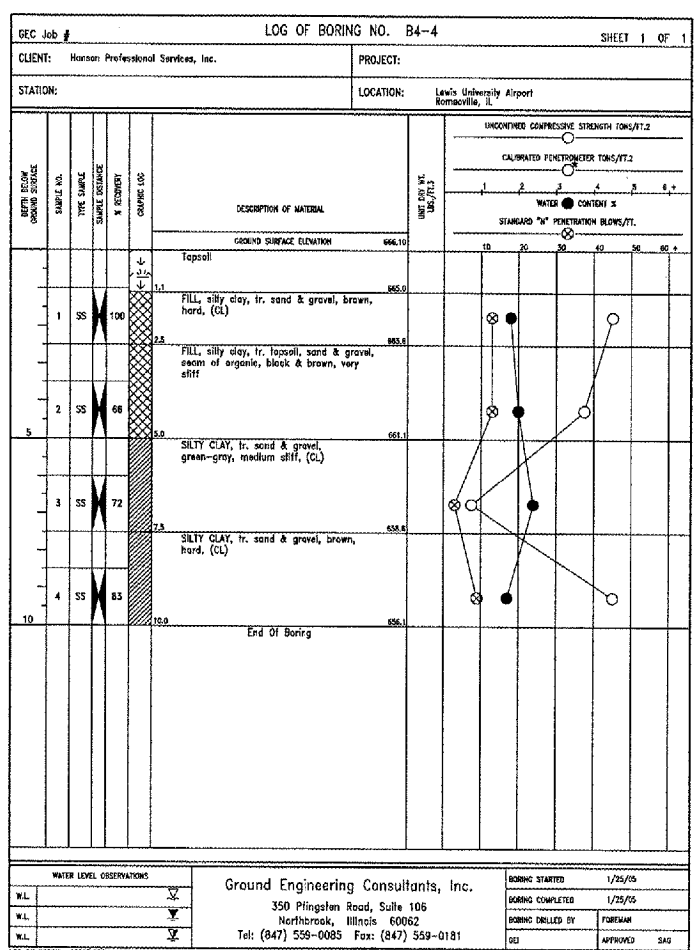 GEC Job #
LOG OF BORING NO. B4-4
SHEET 1 OF 1
CLIENT: Hanson Professional Services, Inc.
PROJECT:
STATION:
LOCATION: Lewis University Airport
Romeoville, IL
DEPTH BELOW
GROUND SURFACE
SAMPLE NO.
TYPE SAMPLE
SAMPLE DISTANCE
% RECOVERY
GRAPHIC LOG
DESCRIPTION OF MATERIAL
GROUND SURFACE ELEVATION 666.10
UNIT DRY WT.
LBS./FT.3
UNCONFINED COMPRESSIVE STRENGTH TONS/FT.2
CALIBRATED PENETROMETER TONS/FT.2
*
1 2 3 4 5 6 +
WATER CONTENT %
STANDARD "N" PENETRATION BLOWS/FT.
10 20 30 40 50 60 +
Topsoil
1.1 665.0
1 SS 100
FILL, silty clay, tr. sand & gravel, brown,
hard, (CL)
2.5 663.6
FILL, silty clay, tr. topsoil, sand & gravel,
seam of organic, black & brown, very
stiff
2 SS 66
5 5.0 661.1
SILTY CLAY, tr. sand & gravel,
green-gray, medium stiff, (CL)
3 SS 72
7.5 658.6
SILTY CLAY, tr. sand & gravel, brown,
hard, (CL)
4 SS 83
10 10.0 656.1
End Of Boring
WATER LEVEL OBSERVATIONS
W.L.
W.L.
W.L.
Ground Engineering Consultants, Inc.
350 Pfingsten Road, Suite 106
Northbrook, Illinois 60062
Tel: (847) 559-0085 Fax: (847) 559-0181
BORING STARTED 1/25/05
BORING COMPLETED 1/25/05
BORING DRILLED BY FOREMAN
GEI APPROVED SAG